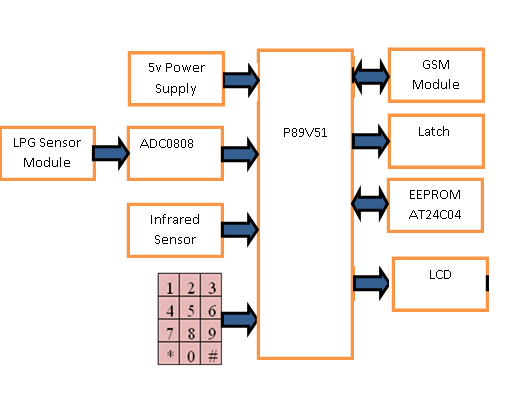 5v Power
Supply
LPG Sensor
Module
ADC0808
Infrared
Sensor
1 2 3
4 5 6
7 8 9
* 0 #
P89V51
GSM
Module
Latch
EEPROM
AT24C04
LCD